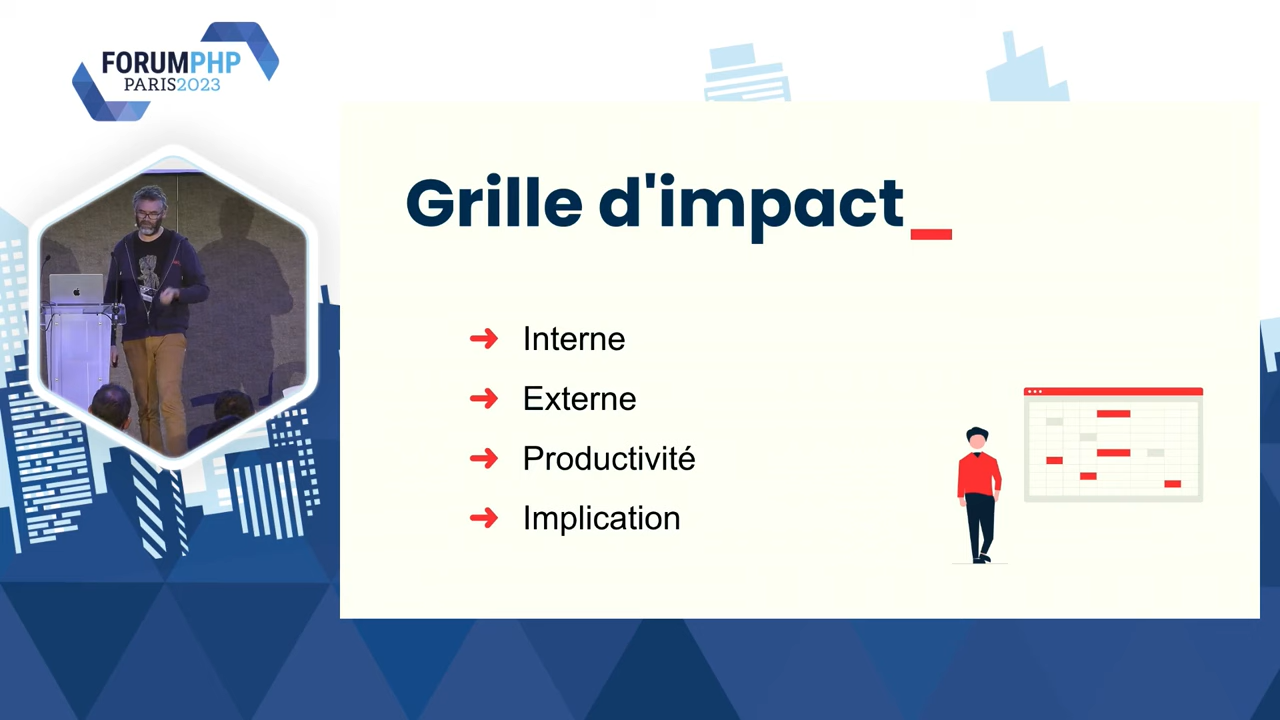 FORUMPHP
PARIS2023
Grille d'impact_
➜ Interne
➜ Externe
➜ Productivité
➜ Implication